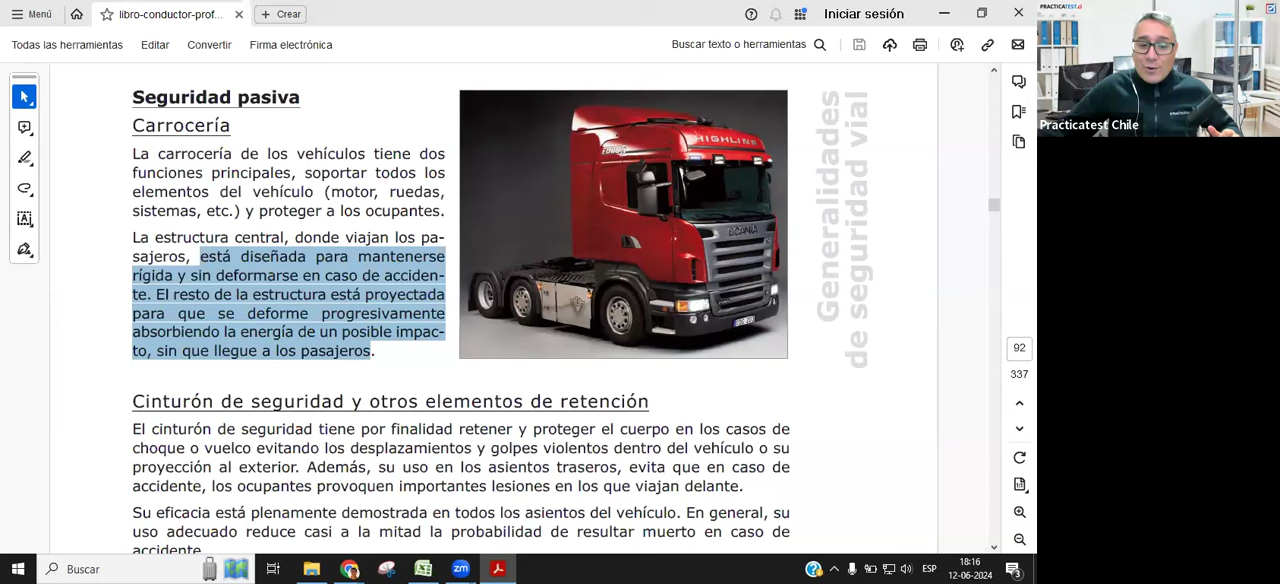 Menú
libro-conductor-prof...
Crear
Iniciar sesión
Todas las herramientas
Editar
Convertir
Firma electrónica
Buscar texto o herramientas
Seguridad pasiva
Carrocería
La carrocería de los vehículos tiene dos
funciones principales, soportar todos los
elementos del vehículo (motor, ruedas,
sistemas, etc.) y proteger a los ocupantes.
La estructura central, donde viajan los pa-
sajeros, está diseñada para mantenerse
rígida y sin deformarse en caso de acciden-
te. El resto de la estructura está proyectada
para que se deforme progresivamente
absorbiendo la energía de un posible impac-
to, sin que llegue a los pasajeros.
HIGHLINE
SCANIA
Generalidades
de seguridad vial
Cinturón de seguridad y otros elementos de retención
El cinturón de seguridad tiene por finalidad retener y proteger el cuerpo en los casos de
choque o vuelco evitando los desplazamientos y golpes violentos dentro del vehículo o su
proyección al exterior. Además, su uso en los asientos traseros, evita que en caso de
accidente, los ocupantes provoquen importantes lesiones en los que viajan delante.
Su eficacia está plenamente demostrada en todos los asientos del vehículo. En general, su
uso adecuado reduce casi a la mitad la probabilidad de resultar muerto en caso de
accidente.
92
337
PRACTICATEST.cl
Practicatest Chile
Buscar
zm
ESP
18:16
12-06-2024
3